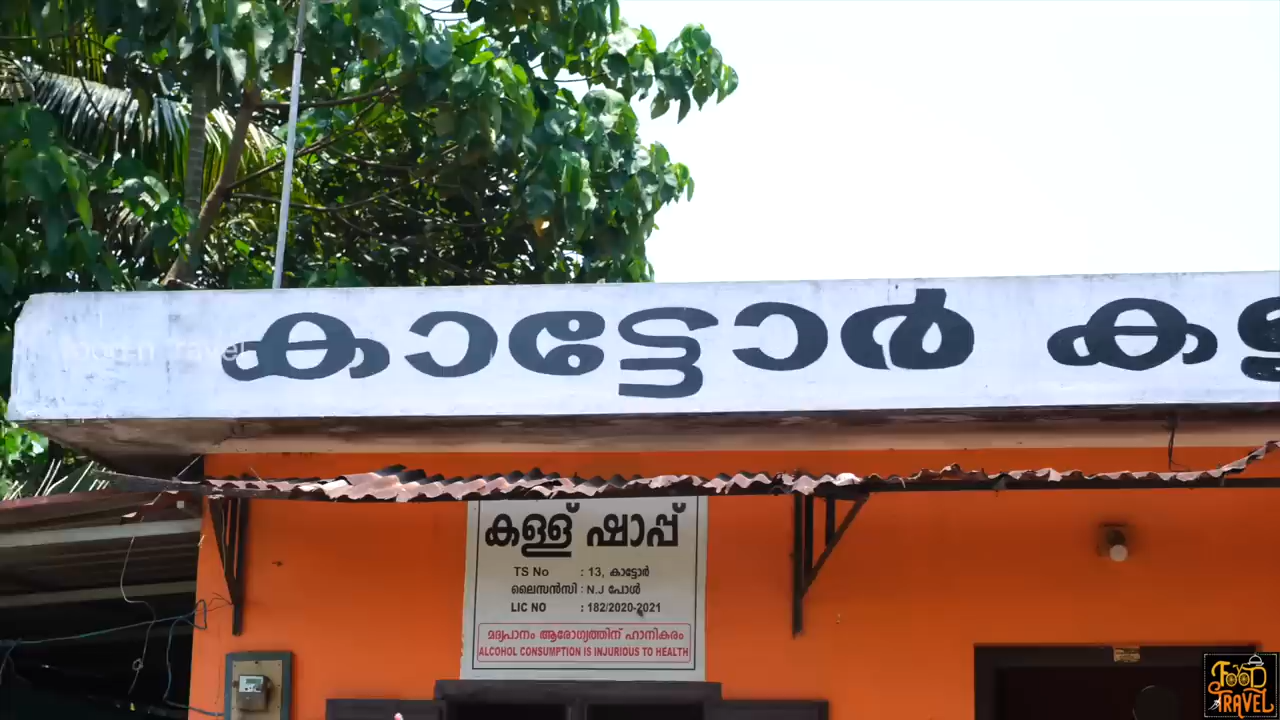 കാട്ടോർ
കള്ള് ഷാപ്പ്
TS No : 13, കാട്ടോർ
ലൈസൻസി : N.J പോൾ
LIC NO : 182/2020-2021
മദ്യപാനം ആരോഗ്യത്തിന് ഹാനികരം
ALCOHOL CONSUMPTION IS INJURIOUS TO HEALTH
FOOD
TRAVEL